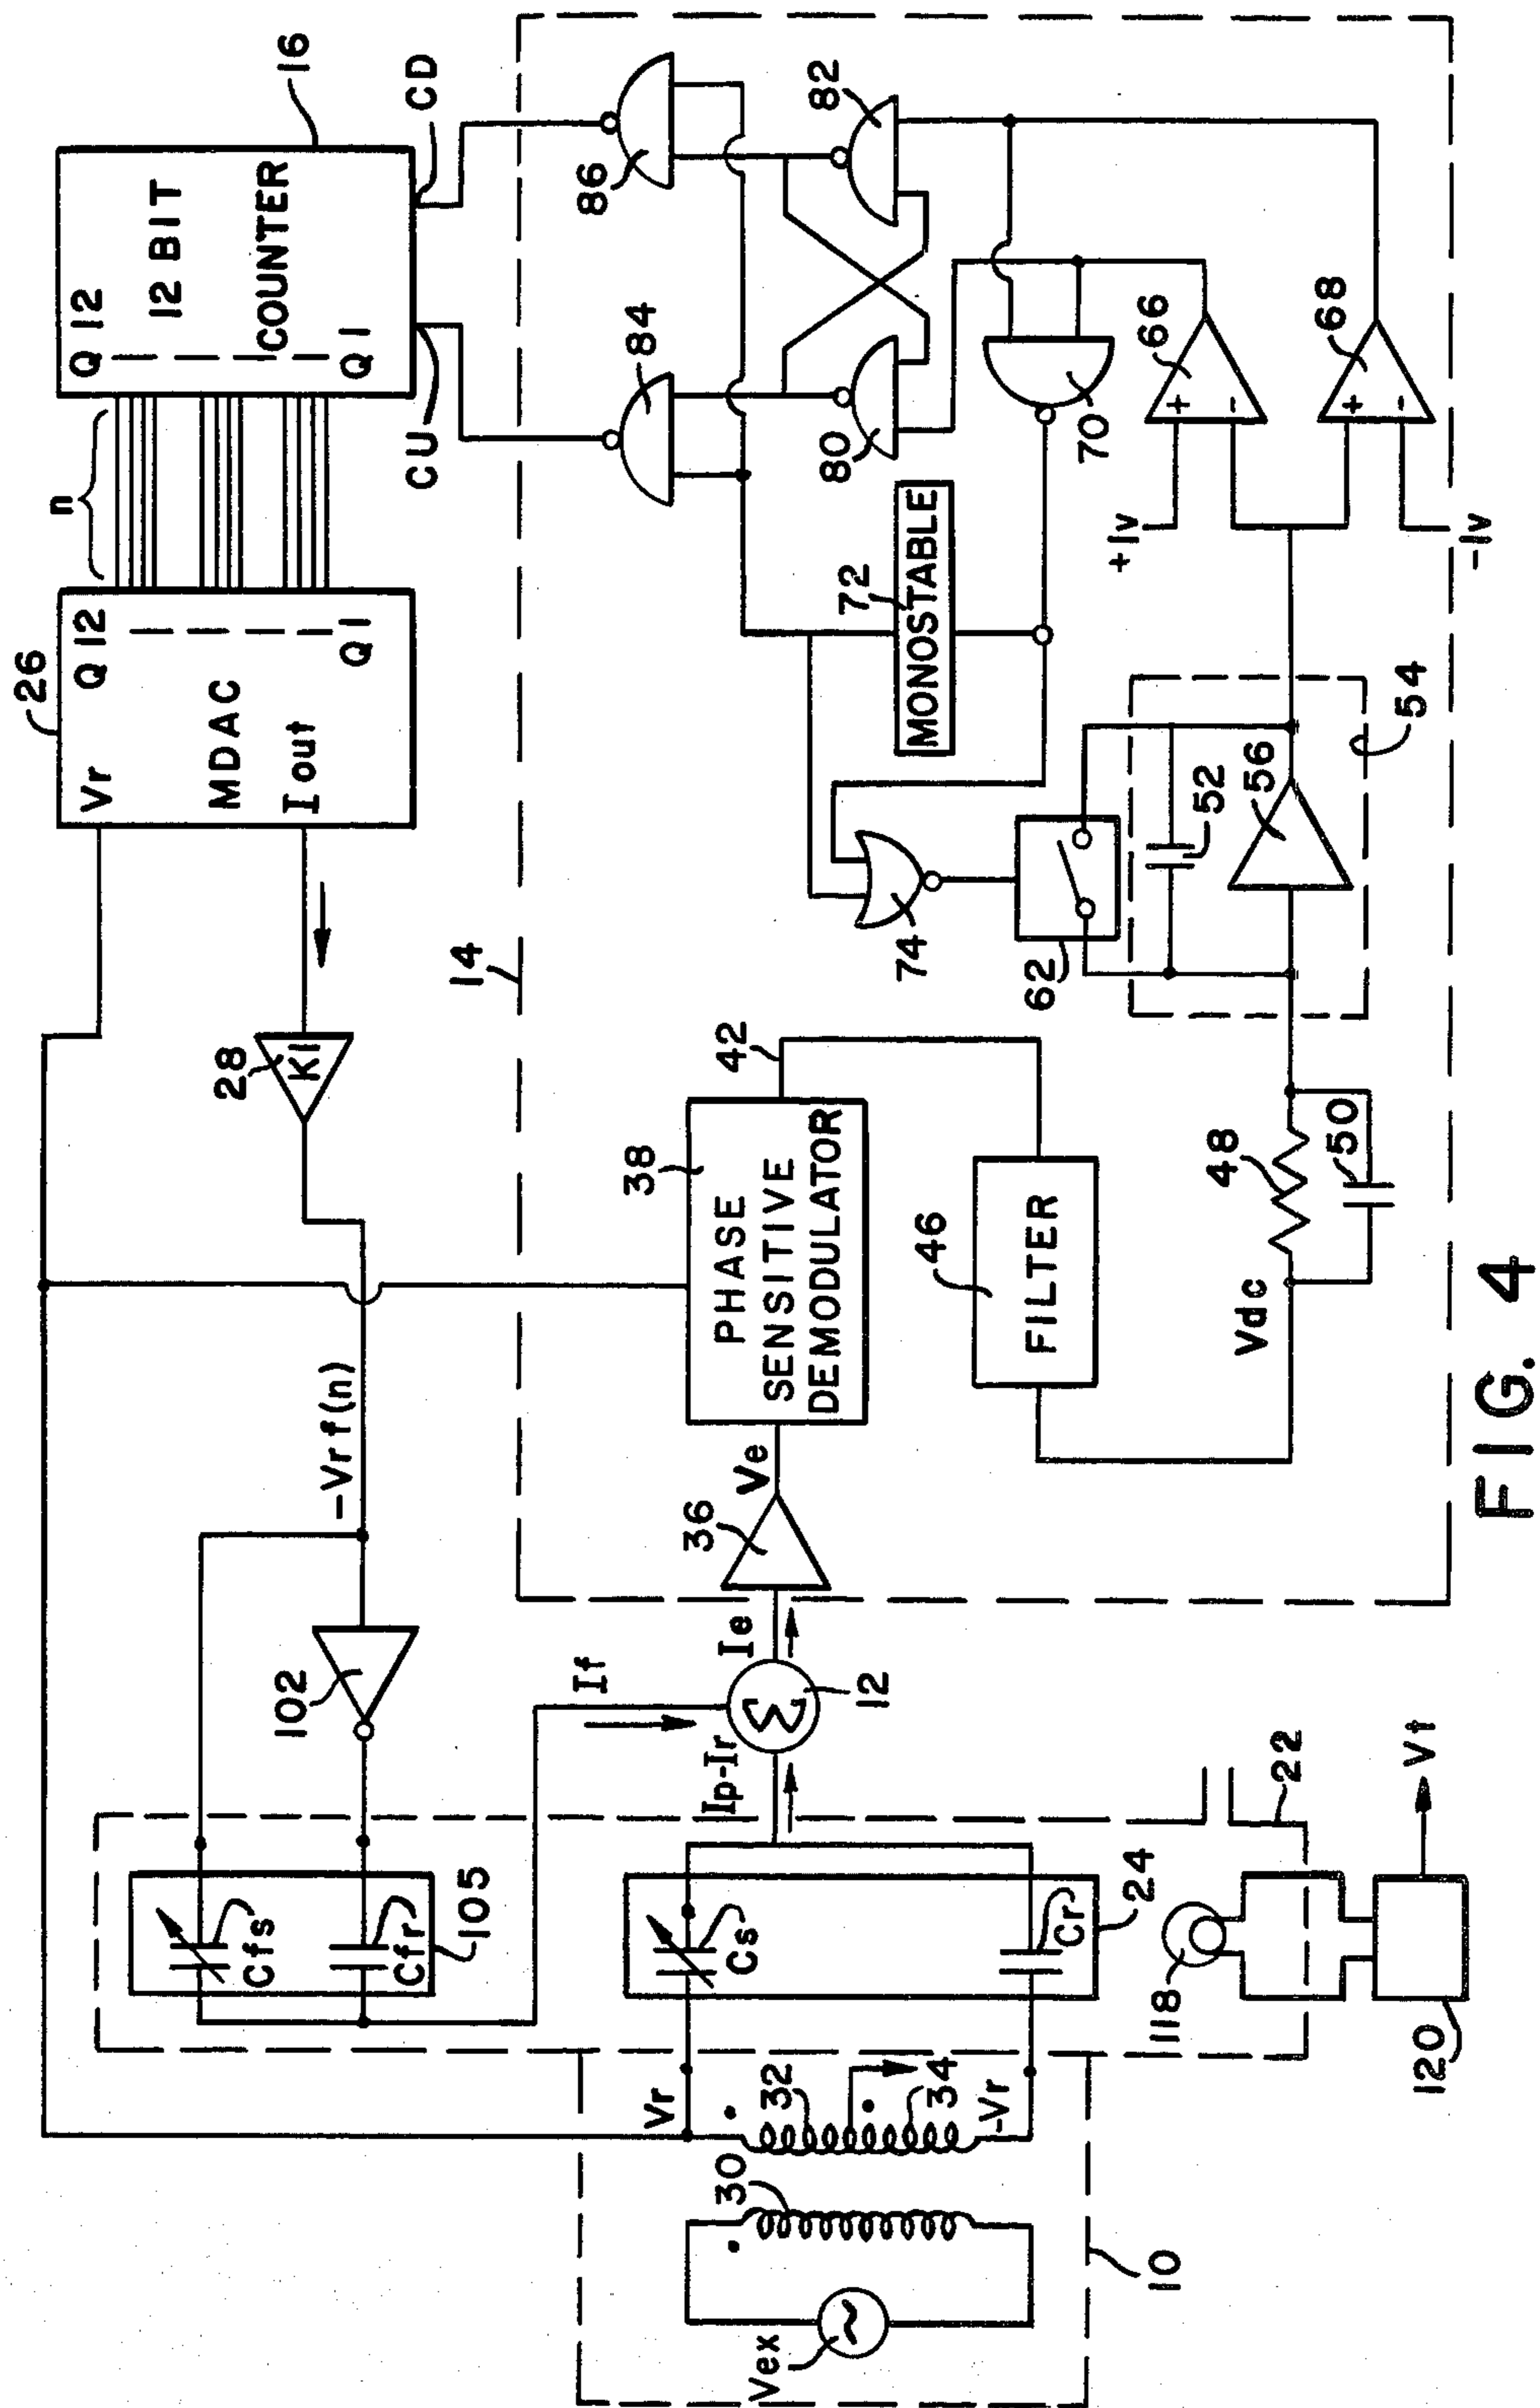 Vex
10
30
32
34
Vr
-Vr
Cfs
Cfr
105
Cs
Cr
24
22
118
120
Vt
102
If
Ip-Ir
Σ
12
Ie
-Vrf(n)
28
K1
26
Vr
Q12
MDAC
Iout
Q1
n
Q12
12 BIT
COUNTER
Q1
16
CU
CD
14
36
Ve
38
PHASE
SENSITIVE
DEMODULATOR
42
46
FILTER
Vdc
48
50
52
54
56
62
74
72
MONOSTABLE
70
80
82
84
86
66
+
-
68
+
-
+1v
-1v
FIG. 4